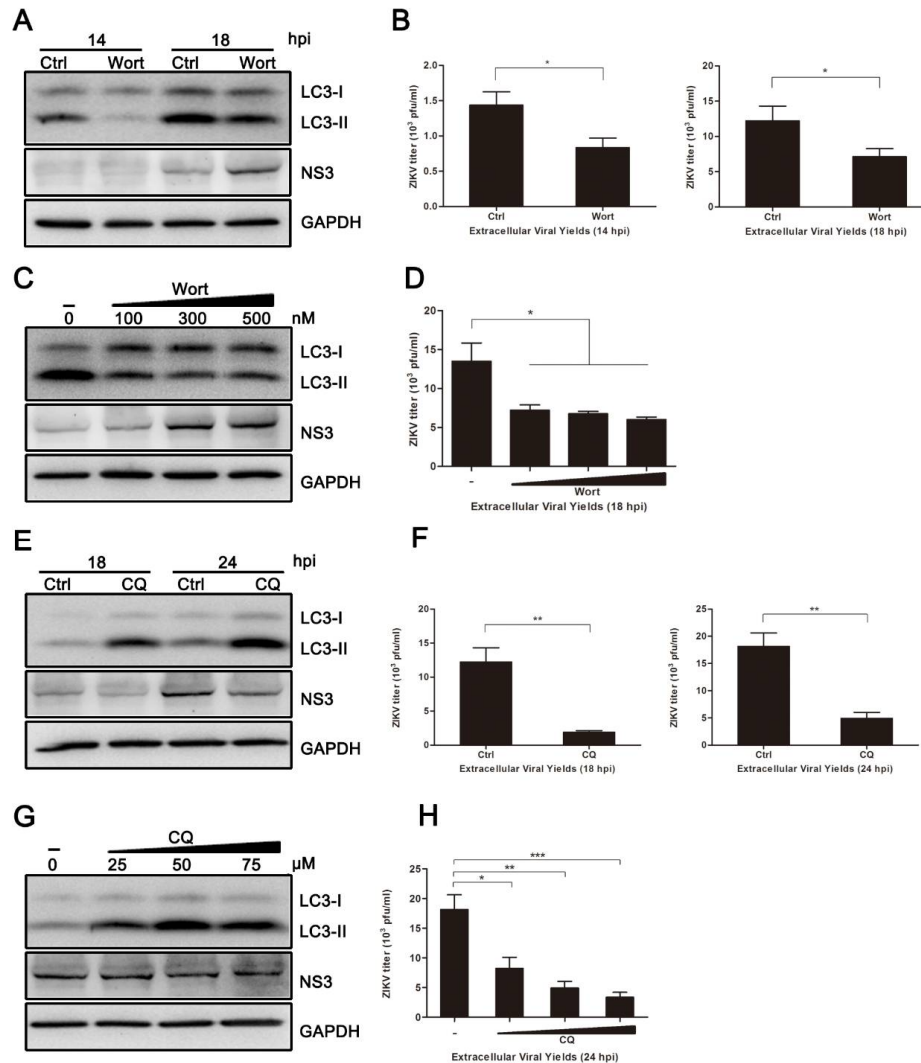 A
14 18 hpi
Ctrl Wort Ctrl Wort
LC3-I
LC3-II
NS3
GAPDH
B
*
ZIKV titer (10³ pfu/ml)
2.0
1.5
1.0
0.5
0.0
Ctrl Wort
Extracellular Viral Yields (14 hpi)
*
ZIKV titer (10³ pfu/ml)
20
15
10
5
0
Ctrl Wort
Extracellular Viral Yields (18 hpi)
C
– Wort
0 100 300 500 nM
LC3-I
LC3-II
NS3
GAPDH
D
*
ZIKV titer (10³ pfu/ml)
20
15
10
5
0
- Wort
Extracellular Viral Yields (18 hpi)
E
18 24 hpi
Ctrl CQ Ctrl CQ
LC3-I
LC3-II
NS3
GAPDH
F
**
ZIKV titer (10³ pfu/ml)
20
15
10
5
0
Ctrl CQ
Extracellular Viral Yields (18 hpi)
**
ZIKV titer (10³ pfu/ml)
25
20
15
10
5
0
Ctrl CQ
Extracellular Viral Yields (24 hpi)
G
– CQ
0 25 50 75 µM
LC3-I
LC3-II
NS3
GAPDH
H
***
**
*
ZIKV titer (10³ pfu/ml)
25
20
15
10
5
0
- CQ
Extracellular Viral Yields (24 hpi)